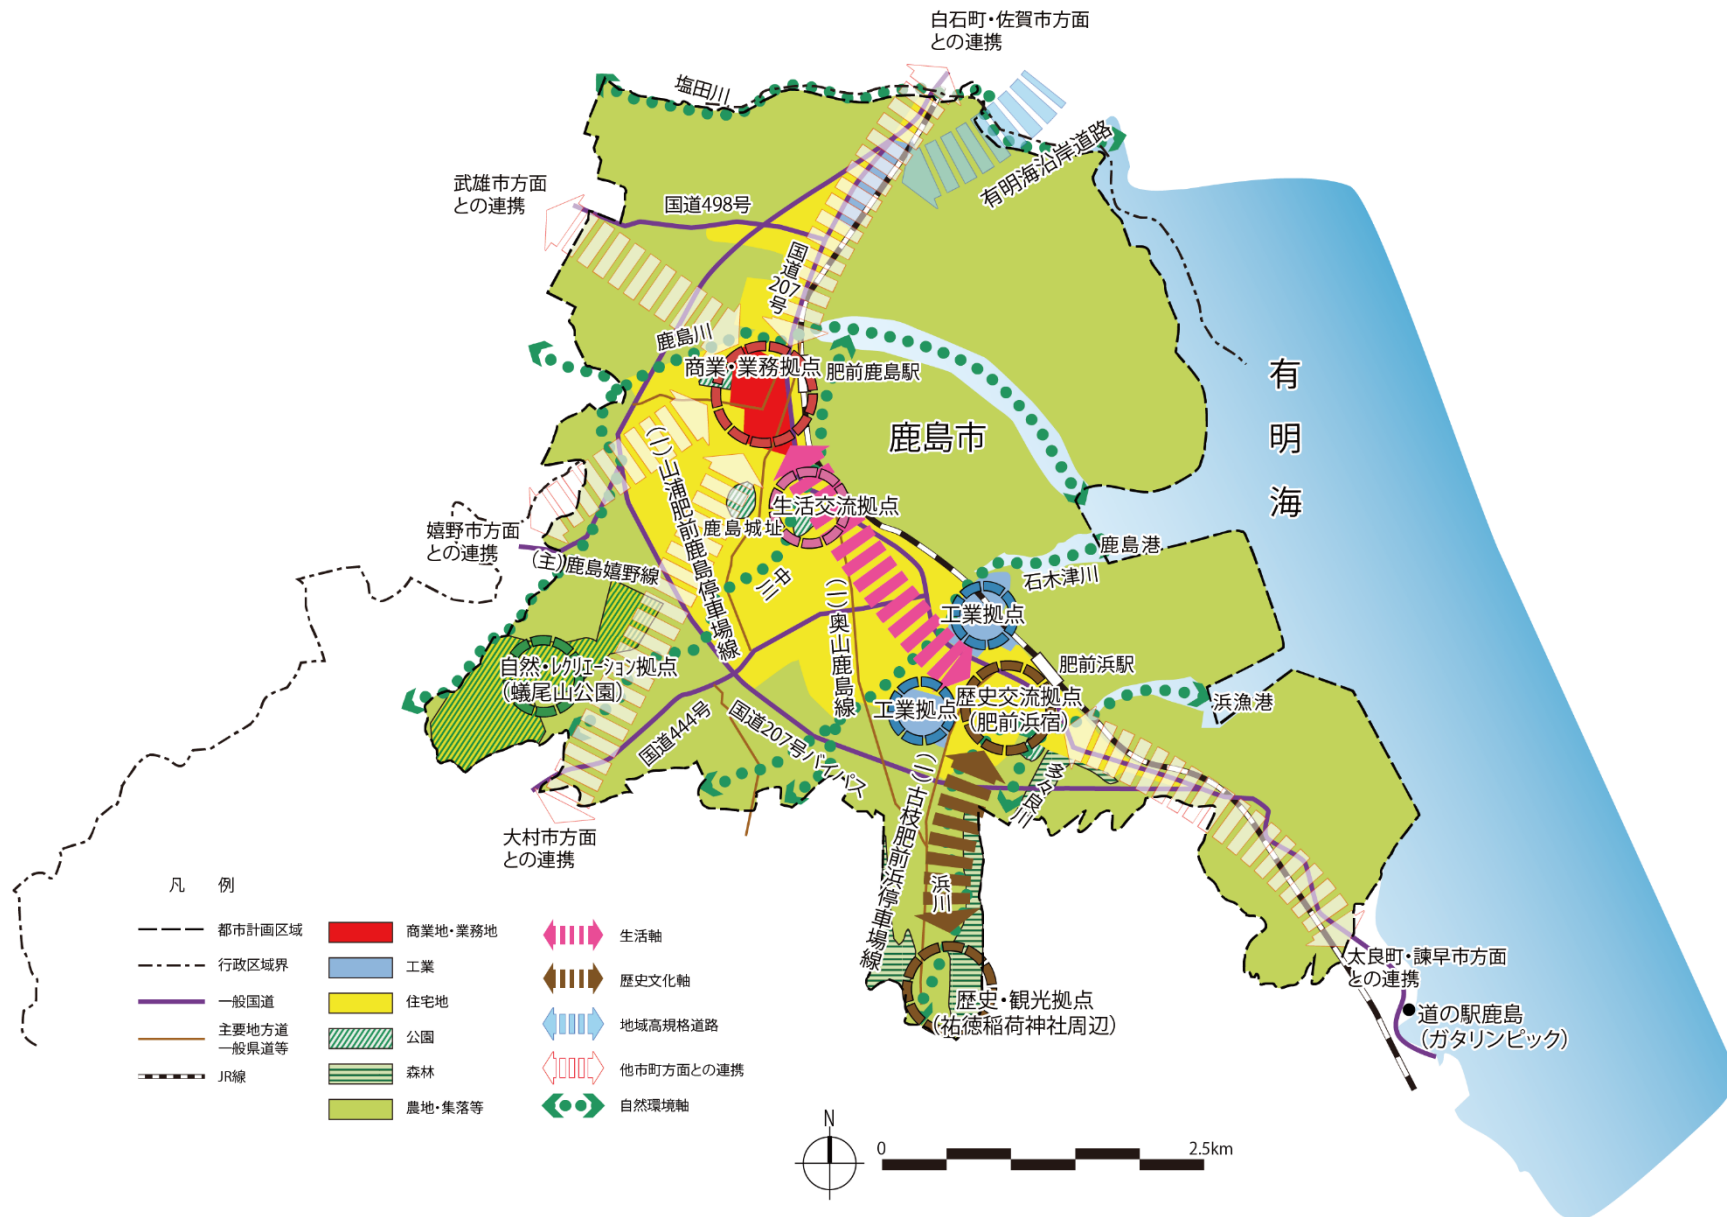 白石町・佐賀市方面
との連携
塩田川
有明海沿岸道路
武雄市方面
との連携
国道498号
国道207号
鹿島川
商業・業務拠点
肥前鹿島駅
鹿島市
有明海
生活交流拠点
鹿島城址
(一)山浦肥前鹿島停車場線
嬉野市方面
との連携
(主)鹿島嬉野線
中川
(一)奥山鹿島線
鹿島港
石木津川
工業拠点
肥前浜駅
自然・レクリエーション拠点
(蟻尾山公園)
工業拠点
歴史交流拠点
(肥前浜宿)
浜漁港
国道444号
国道207号バイパス
多々良川
(一)古枝肥前浜停車場線
浜川
大村市方面
との連携
歴史・観光拠点
(祐徳稲荷神社周辺)
太良町・諫早市方面
との連携
道の駅鹿島
(ガタリンピック)
凡 例
都市計画区域
行政区域界
一般国道
主要地方道
一般県道等
JR線
商業地・業務地
工業
住宅地
公園
森林
農地・集落等
生活軸
歴史文化軸
地域高規格道路
他市町方面との連携
自然環境軸
N
0
2.5km